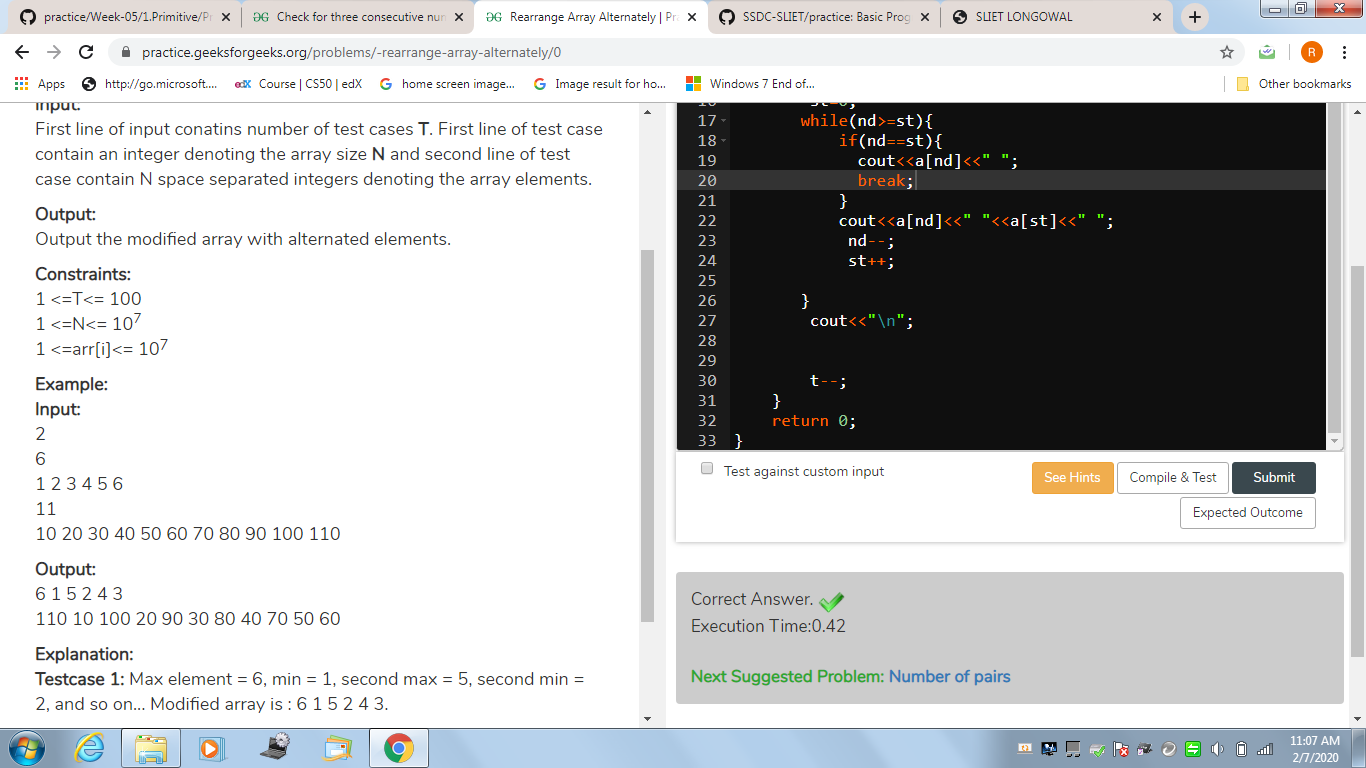 practice/Week-05/1.Primitive/Pr
Check for three consecutive nun
Rearrange Array Alternately | Pra
SSDC-SLIET/practice: Basic Prog
SLIET LONGOWAL
practice.geeksforgeeks.org/problems/-rearrange-array-alternately/0
R
Apps
http://go.microsoft....
edX Course | CS50 | edX
home screen image...
Image result for ho...
Windows 7 End of...
Other bookmarks
Input:
First line of input conatins number of test cases T. First line of test case
contain an integer denoting the array size N and second line of test
case contain N space separated integers denoting the array elements.
Output:
Output the modified array with alternated elements.
Constraints:
1 <=T<= 100
1 <=N<= 10⁷
1 <=arr[i]<= 10⁷
Example:
Input:
2
6
1 2 3 4 5 6
11
10 20 30 40 50 60 70 80 90 100 110
Output:
6 1 5 2 4 3
110 10 100 20 90 30 80 40 70 50 60
Explanation:
Testcase 1: Max element = 6, min = 1, second max = 5, second min =
2, and so on... Modified array is : 6 1 5 2 4 3.
16 st=0;
17 while(nd>=st){
18 if(nd==st){
19 cout<<a[nd]<<" ";
20 break;
21 }
22 cout<<a[nd]<<" "<<a[st]<<" ";
23 nd--;
24 st++;
25
26 }
27 cout<<"\n";
28
29
30 t--;
31 }
32 return 0;
33 }
Test against custom input
See Hints
Compile & Test
Submit
Expected Outcome
Correct Answer.
Execution Time:0.42
Next Suggested Problem: Number of pairs
11:07 AM
2/7/2020